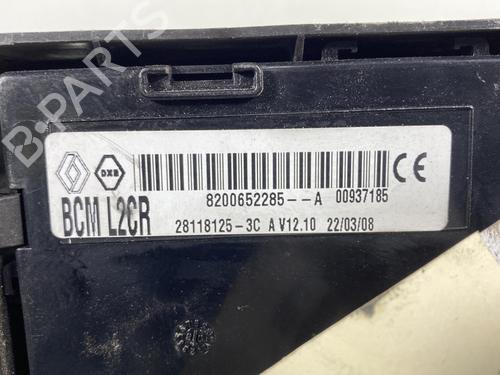 B-PARTS
DXB
8200652285--A 00937185
BCM L2CR
28118125-3C A V12.10 22/03/08
CE